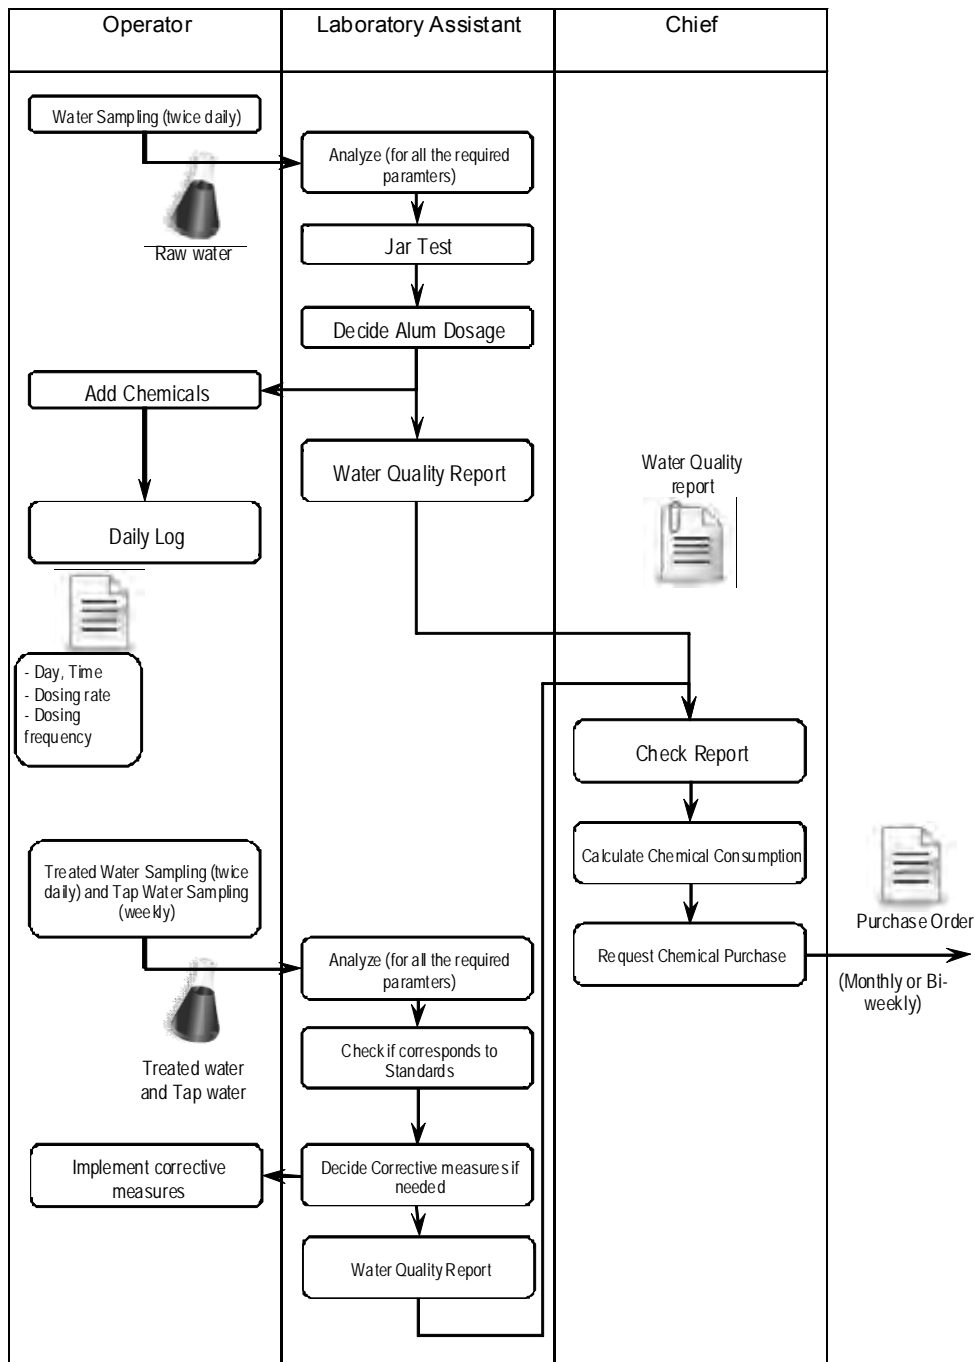 Operator
Laboratory Assistant
Chief
Water Sampling (twice daily)
Analyze (for all the required
paramters)
Raw water
Jar Test
Decide Alum Dosage
Add Chemicals
Water Quality Report
Water Quality
report
Daily Log
- Day, Time
- Dosing rate
- Dosing
frequency
Check Report
Calculate Chemical Consumption
Purchase Order
Request Chemical Purchase
(Monthly or Bi-
weekly)
Treated Water Sampling (twice
daily) and Tap Water Sampling
(weekly)
Analyze (for all the required
paramters)
Treated water
and Tap water
Check if corresponds to
Standards
Implement corrective
measures
Decide Corrective measures if
needed
Water Quality Report